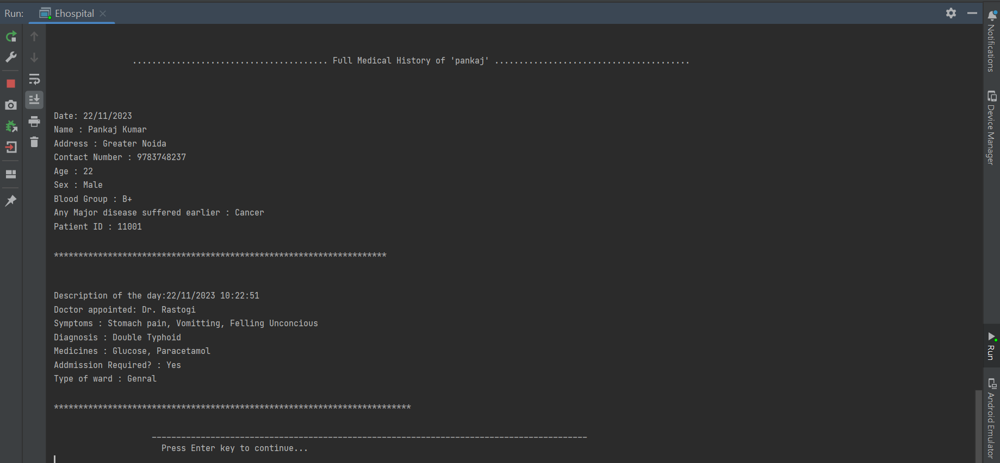 Run: Ehospital
Notifications
Device Manager
Run
Android Emulator
........................................ Full Medical History of 'pankaj' ........................................
Date: 22/11/2023
Name : Pankaj Kumar
Address : Greater Noida
Contact Number : 9783748237
Age : 22
Sex : Male
Blood Group : B+
Any Major disease suffered earlier : Cancer
Patient ID : 11001
********************************************************************
Description of the day:22/11/2023 10:22:51
Doctor appointed: Dr. Rastogi
Symptoms : Stomach pain, Vomitting, Felling Unconcious
Diagnosis : Double Typhoid
Medicines : Glucose, Paracetamol
Addmission Required? : Yes
Type of ward : Genral
*************************************************************************
_________________________________________________________________________________________
Press Enter key to continue...